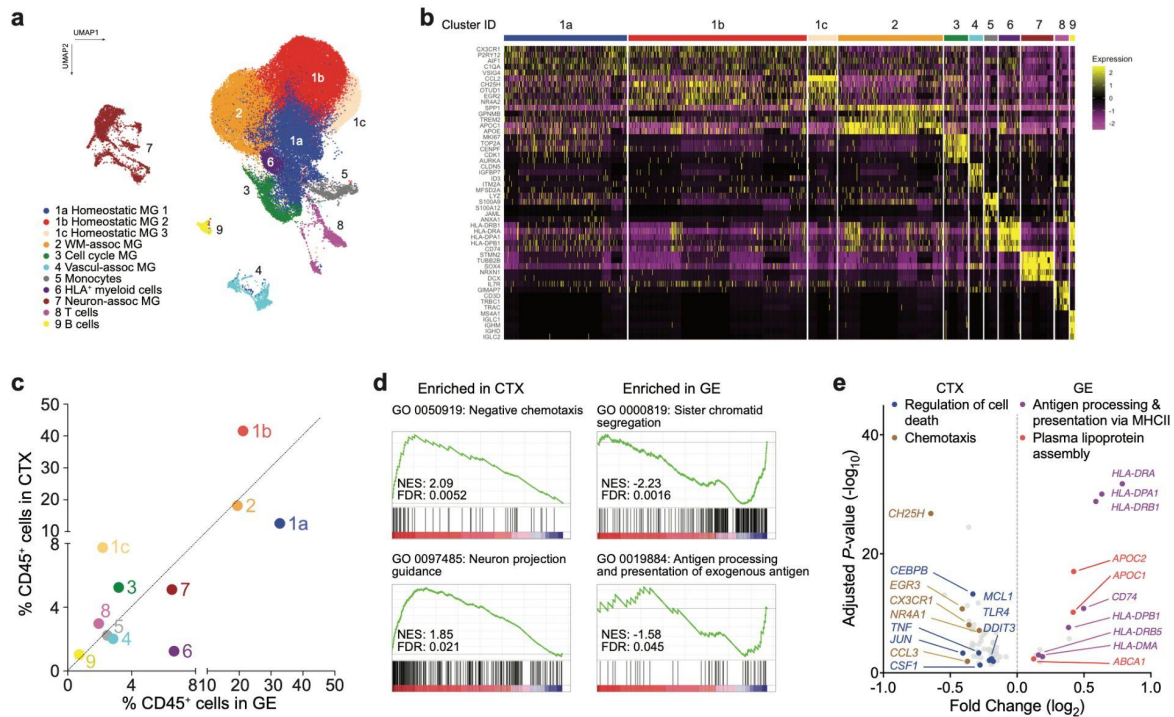 a
UMAP1
UMAP2
1b
2
1c
1a
7
6
3
5
8
9
4
1a Homeostatic MG 1
1b Homeostatic MG 2
1c Homeostatic MG 3
2 WM-assoc MG
3 Cell cycle MG
4 Vascul-assoc MG
5 Monocytes
6 HLA⁺ myeloid cells
7 Neuron-assoc MG
8 T cells
9 B cells
b
Cluster ID
1a 1b 1c 2 3 4 5 6 7 8 9
CX3CR1
P2RY12
AIF1
C1QA
VSIG4
CCL2
CH25H
OTUD1
EGR2
NR4A2
SPP1
GPNMB
TREM2
APOC1
APOE
MKI67
TOP2A
CENPF
CDK1
AURKA
CLDN5
IGFBP7
ID3
ITM2A
MFSD2A
LYZ
S100A9
S100A12
JAML
ANXA1
HLA-DRB1
HLA-DRA
HLA-DPA1
HLA-DPB1
CD74
STMN2
TUBB2B
SOX4
NRXN1
DCX
IL7R
GIMAP7
CD3D
TRBC1
TRAC
MS4A1
IGLC1
IGHM
IGHD
IGLC2
Expression
2
1
0
-1
-2
c
% CD45⁺ cells in CTX
50
40
30
20
10
8
4
0
1b
2
1a
1c
3
7
8
5
4
6
9
0 4 8 10 20 30 40 50
% CD45⁺ cells in GE
d
Enriched in CTX
GO 0050919: Negative chemotaxis
NES: 2.09
FDR: 0.0052
GO 0097485: Neuron projection
guidance
NES: 1.85
FDR: 0.021
Enriched in GE
GO 0000819: Sister chromatid
segregation
NES: -2.23
FDR: 0.0016
GO 0019884: Antigen processing
and presentation of exogenous antigen
NES: -1.58
FDR: 0.045
e
CTX
Regulation of cell
death
Chemotaxis
GE
Antigen processing &
presentation via MHCII
Plasma lipoprotein
assembly
Adjusted P-value (-log₁₀)
40
20
0
HLA-DRA
HLA-DPA1
HLA-DRB1
CH25H
APOC2
APOC1
CEBPB
EGR3
CX3CR1
NR4A1
TNF
JUN
CCL3
CSF1
MCL1
TLR4
DDIT3
CD74
HLA-DPB1
HLA-DRB5
HLA-DMA
ABCA1
-1.0 -0.5 0.0 0.5 1.0
Fold Change (log₂)